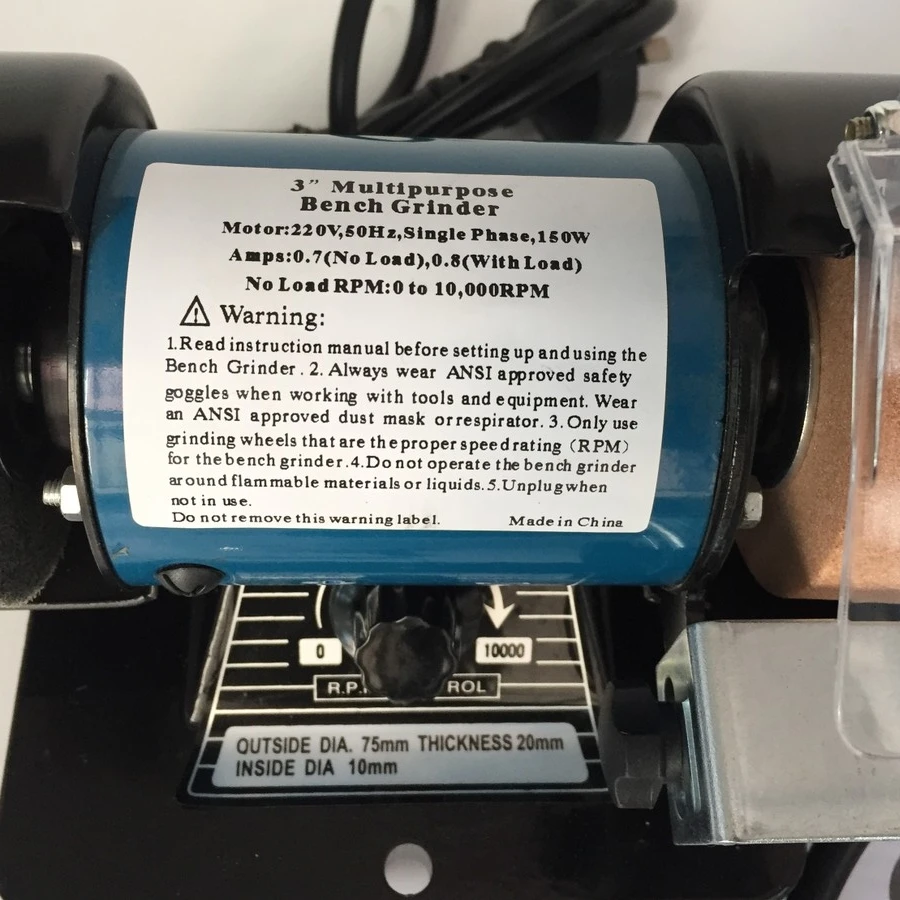 3" Multipurpose
Bench Grinder
Motor:220V,50Hz,Single Phase,150W
Amps:0.7(No Load),0.8(With Load)
No Load RPM:0 to 10,000RPM
Warning:
1.Read instruction manual before setting up and using the
Bench Grinder. 2. Always wear ANSI approved safety
goggles when working with tools and equipment. Wear
an ANSI approved dust mask or respirator. 3. Only use
grinding wheels that are the proper speed rating (RPM)
for the bench grinder.4.Do not operate the bench grinder
around flammable materials or liquids.5.Unplug when
not in use.
Do not remove this warning label. Made in China
0 10000
R.P. ROL
OUTSIDE DIA. 75mm THICKNESS 20mm
INSIDE DIA 10mm